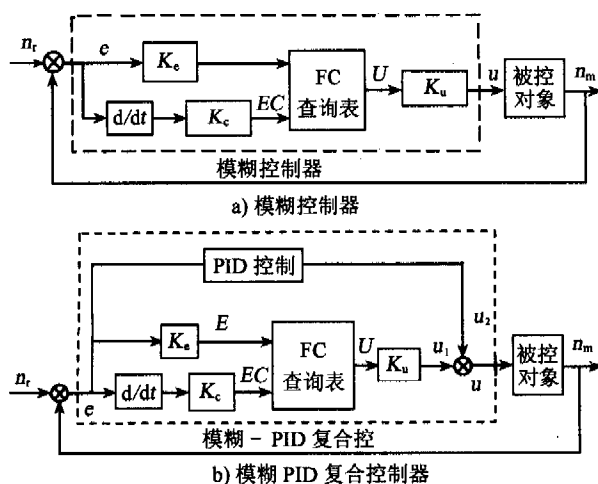 n_r e K_e FC 查询表 U K_u u 被控对象 n_m
d/dt K_c EC
模糊控制器
a) 模糊控制器
PID 控制
u_2
K_e E FC 查询表 U K_u u_1 被控对象 n_m
n_r e d/dt K_c EC u
模糊－PID 复合控
b) 模糊 PID 复合控制器